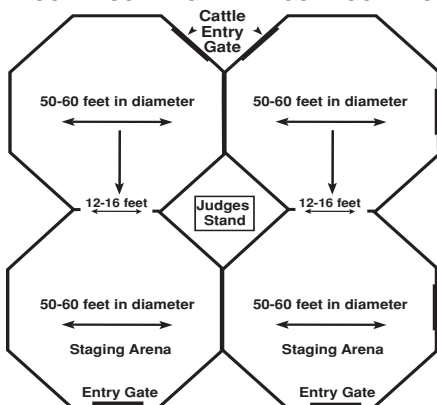 Cattle
Entry
Gate
50-60 feet in diameter
50-60 feet in diameter
12-16 feet
Judges
Stand
12-16 feet
50-60 feet in diameter
50-60 feet in diameter
Staging Arena
Staging Arena
Entry Gate
Entry Gate